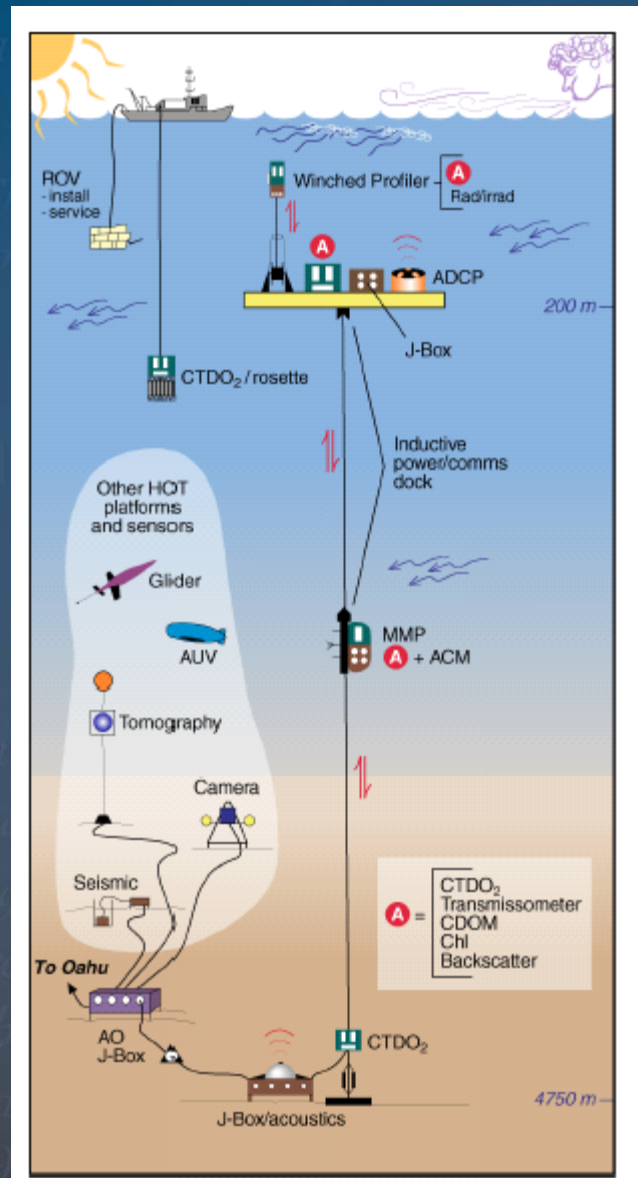 ROV
- install
- service
Winched Profiler
A
Rad/irrad
A
ADCP
200 m
J-Box
CTDO₂ / rosette
Inductive
power/comms
dock
Other HOT
platforms
and sensors
Glider
AUV
MMP
A + ACM
Tomography
Camera
Seismic
A =
CTDO₂
Transmissometer
CDOM
Chl
Backscatter
To Oahu
AO
J-Box
CTDO₂
J-Box/acoustics
4750 m